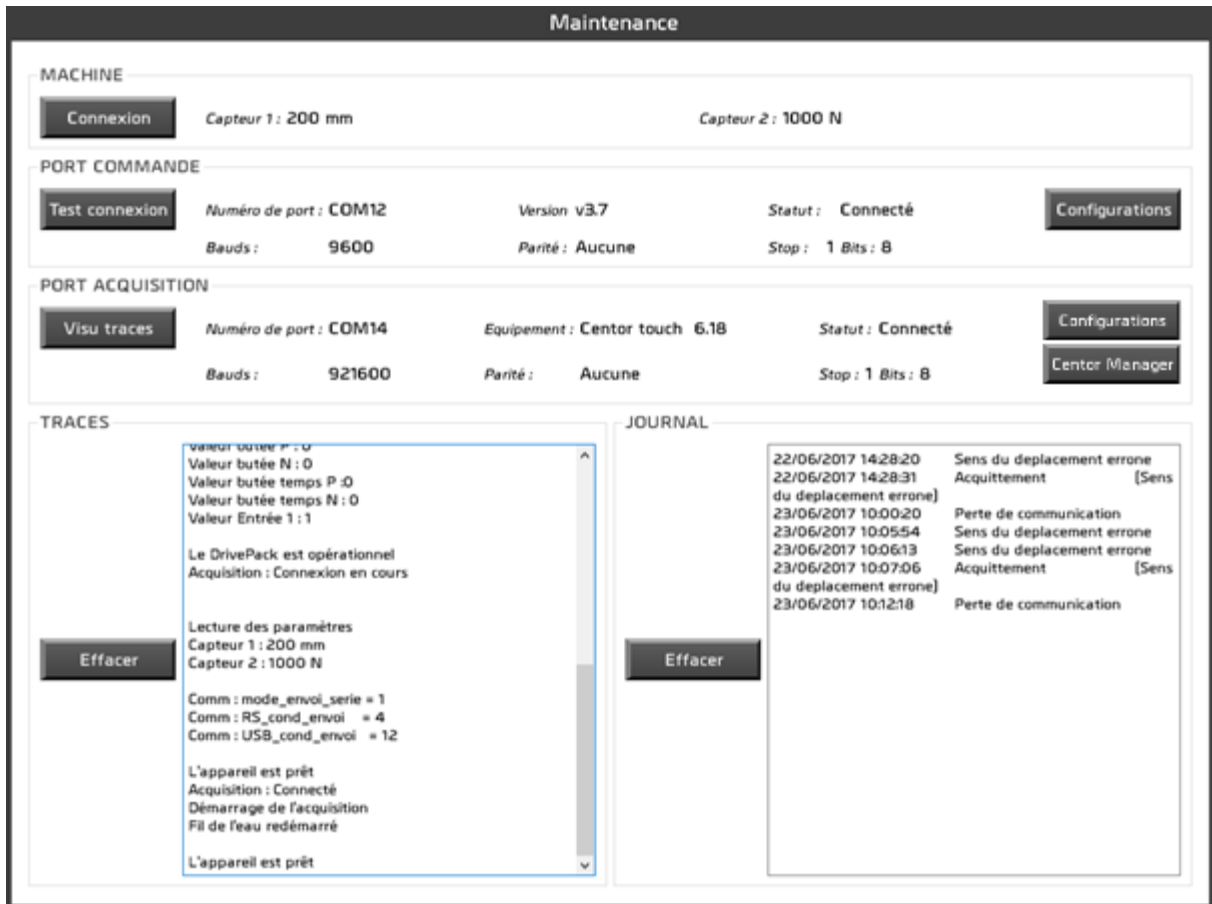 Maintenance
MACHINE
Connexion
Capteur 1 : 200 mm
Capteur 2 : 1000 N
PORT COMMANDE
Test connexion
Numéro de port : COM12
Version v3.7
Statut : Connecté
Configurations
Bauds : 9600
Parité : Aucune
Stop : 1 Bits : 8
PORT ACQUISITION
Visu traces
Numéro de port : COM14
Equipement : Centor touch 6.18
Statut : Connecté
Configurations
Centor Manager
Bauds : 921600
Parité : Aucune
Stop : 1 Bits : 8
TRACES
Effacer
Valeur butée P : 0
Valeur butée N : 0
Valeur butée temps P :0
Valeur butée temps N : 0
Valeur Entrée 1 : 1
Le DrivePack est opérationnel
Acquisition : Connexion en cours
Lecture des paramètres
Capteur 1 : 200 mm
Capteur 2 : 1000 N
Comm : mode_envoi_serie = 1
Comm : RS_cond_envoi = 4
Comm : USB_cond_envoi = 12
L'appareil est prêt
Acquisition : Connecté
Démarrage de l'acquisition
Fil de l'eau redémarré
L'appareil est prêt
JOURNAL
Effacer
22/06/2017 14:28:20 Sens du deplacement errone
22/06/2017 14:28:31 Acquittement (Sens
du deplacement errone)
23/06/2017 10:00:20 Perte de communication
23/06/2017 10:05:54 Sens du deplacement errone
23/06/2017 10:06:13 Sens du deplacement errone
23/06/2017 10:07:06 Acquittement (Sens
du deplacement errone)
23/06/2017 10:12:18 Perte de communication